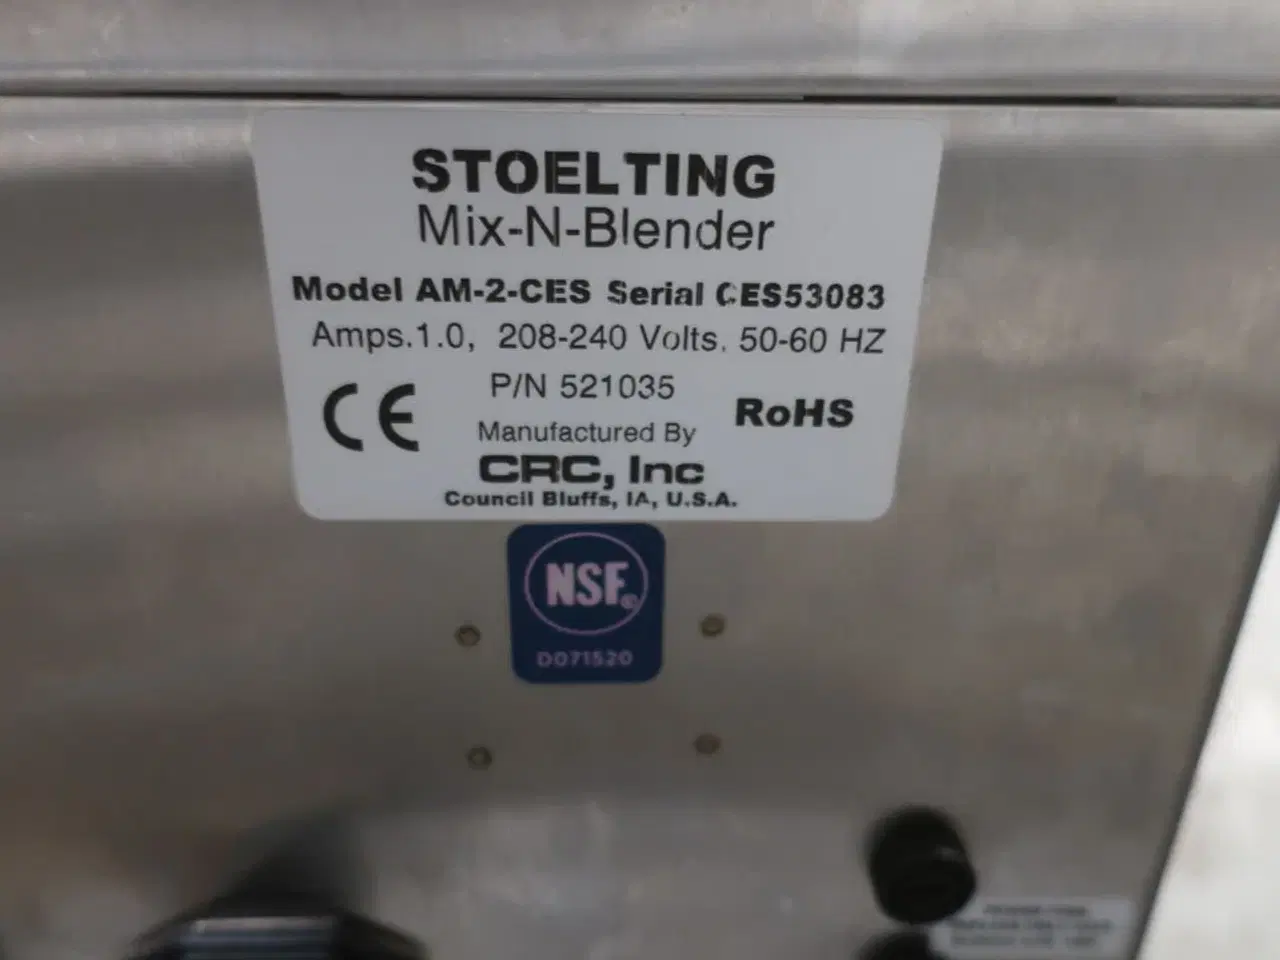 STOELTING
Mix-N-Blender
Model AM-2-CES Serial CES53083
Amps.1.0, 208-240 Volts. 50-60 HZ
P/N 521035
CE
RoHS
Manufactured By
CRC, Inc
Council Bluffs, IA, U.S.A.
NSF®
D071520